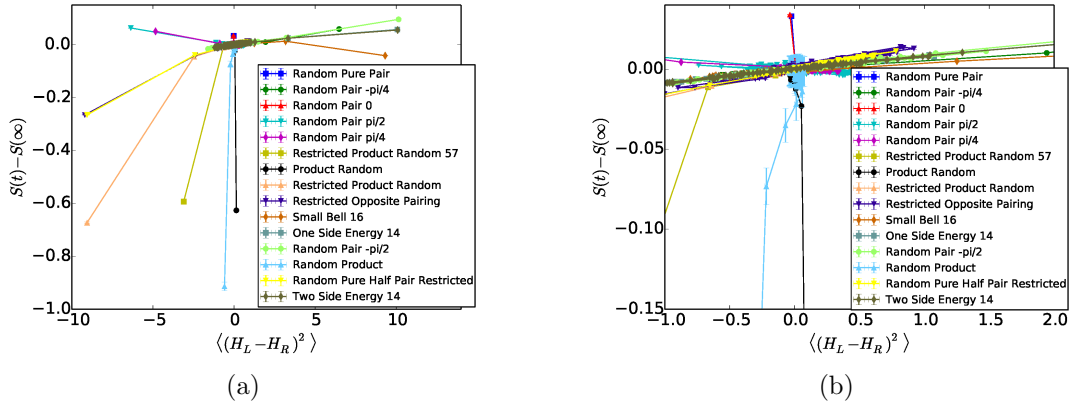 0.0
−0.2
−0.4
−0.6
−0.8
−1.0
−10
−5
0
5
10
S(t)−S(∞)
⟨(H_L−H_R)^2⟩
Random Pure Pair
Random Pair -pi/4
Random Pair 0
Random Pair pi/2
Random Pair pi/4
Restricted Product Random 57
Product Random
Restricted Product Random
Restricted Opposite Pairing
Small Bell 16
One Side Energy 14
Random Pair -pi/2
Random Product
Random Pure Half Pair Restricted
Two Side Energy 14
(a)
0.00
−0.05
−0.10
−0.15
−1.0
−0.5
0.0
0.5
1.0
1.5
2.0
S(t)−S(∞)
⟨(H_L−H_R)^2⟩
Random Pure Pair
Random Pair -pi/4
Random Pair 0
Random Pair pi/2
Random Pair pi/4
Restricted Product Random 57
Product Random
Restricted Product Random
Restricted Opposite Pairing
Small Bell 16
One Side Energy 14
Random Pair -pi/2
Random Product
Random Pure Half Pair Restricted
Two Side Energy 14
(b)